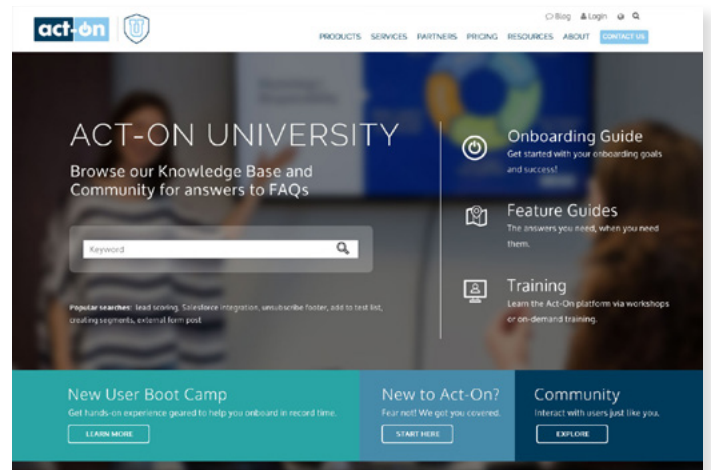 Blog Login
act-on
PRODUCTS SERVICES PARTNERS PRICING RESOURCES ABOUT CONTACT US
ACT-ON UNIVERSITY
Browse our Knowledge Base and
Community for answers to FAQs
Keyword
Popular searches: lead scoring, Salesforce integration, unsubscribe footer, add to test list,
creating segments, external form post
Onboarding Guide
Get started with your onboarding goals
and success!
Feature Guides
The answers you need, when you need
them.
Training
Learn the Act-On platform via workshops
or on-demand training.
New User Boot Camp
Get hands-on experience geared to help you onboard in record time.
LEARN MORE
New to Act-On?
Fear not! We got you covered.
START HERE
Community
Interact with users just like you.
EXPLORE